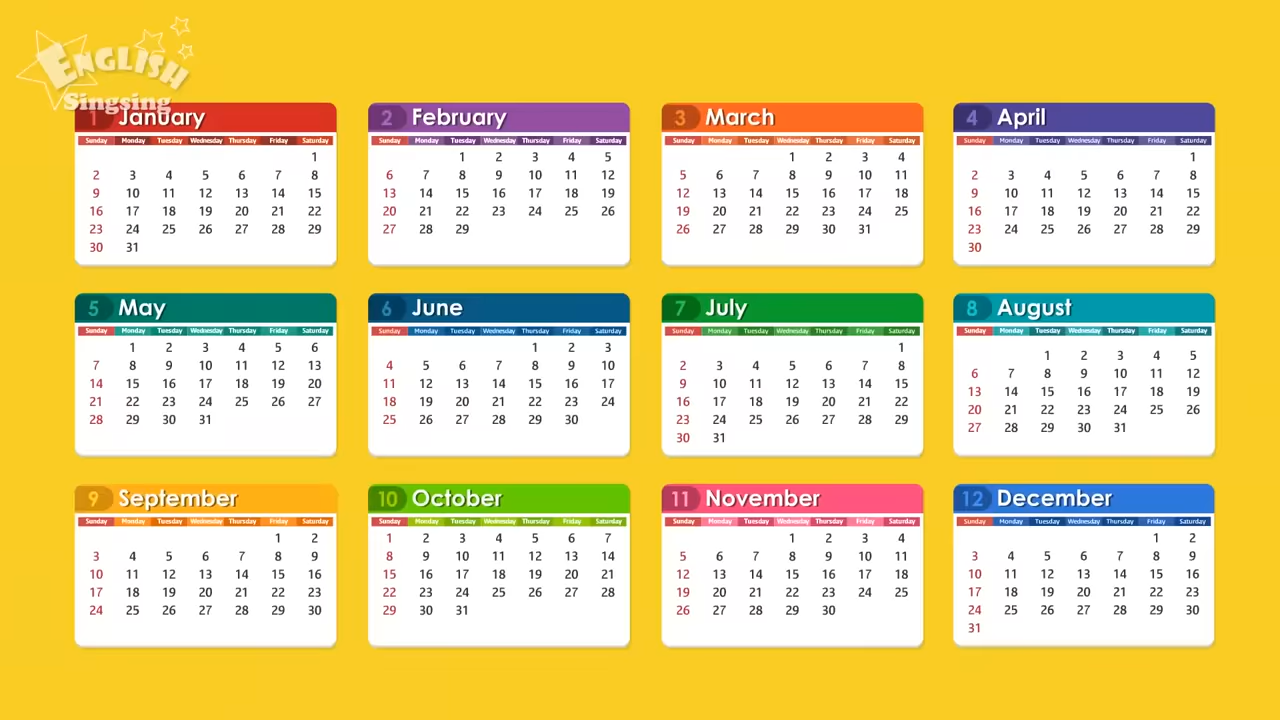 ENGLISH
Singsing
1 January
Sunday Monday Tuesday Wednesday Thursday Friday Saturday
1
2 3 4 5 6 7 8
9 10 11 12 13 14 15
16 17 18 19 20 21 22
23 24 25 26 27 28 29
30 31
2 February
Sunday Monday Tuesday Wednesday Thursday Friday Saturday
1 2 3 4 5
6 7 8 9 10 11 12
13 14 15 16 17 18 19
20 21 22 23 24 25 26
27 28 29
3 March
Sunday Monday Tuesday Wednesday Thursday Friday Saturday
1 2 3 4
5 6 7 8 9 10 11
12 13 14 15 16 17 18
19 20 21 22 23 24 25
26 27 28 29 30 31
4 April
Sunday Monday Tuesday Wednesday Thursday Friday Saturday
1
2 3 4 5 6 7 8
9 10 11 12 13 14 15
16 17 18 19 20 21 22
23 24 25 26 27 28 29
30
5 May
Sunday Monday Tuesday Wednesday Thursday Friday Saturday
1 2 3 4 5 6
7 8 9 10 11 12 13
14 15 16 17 18 19 20
21 22 23 24 25 26 27
28 29 30 31
6 June
Sunday Monday Tuesday Wednesday Thursday Friday Saturday
1 2 3
4 5 6 7 8 9 10
11 12 13 14 15 16 17
18 19 20 21 22 23 24
25 26 27 28 29 30
7 July
Sunday Monday Tuesday Wednesday Thursday Friday Saturday
1
2 3 4 5 6 7 8
9 10 11 12 13 14 15
16 17 18 19 20 21 22
23 24 25 26 27 28 29
30 31
8 August
Sunday Monday Tuesday Wednesday Thursday Friday Saturday
1 2 3 4 5
6 7 8 9 10 11 12
13 14 15 16 17 18 19
20 21 22 23 24 25 26
27 28 29 30 31
9 September
Sunday Monday Tuesday Wednesday Thursday Friday Saturday
1 2
3 4 5 6 7 8 9
10 11 12 13 14 15 16
17 18 19 20 21 22 23
24 25 26 27 28 29 30
10 October
Sunday Monday Tuesday Wednesday Thursday Friday Saturday
1 2 3 4 5 6 7
8 9 10 11 12 13 14
15 16 17 18 19 20 21
22 23 24 25 26 27 28
29 30 31
11 November
Sunday Monday Tuesday Wednesday Thursday Friday Saturday
1 2 3 4
5 6 7 8 9 10 11
12 13 14 15 16 17 18
19 20 21 22 23 24 25
26 27 28 29 30
12 December
Sunday Monday Tuesday Wednesday Thursday Friday Saturday
1 2
3 4 5 6 7 8 9
10 11 12 13 14 15 16
17 18 19 20 21 22 23
24 25 26 27 28 29 30
31